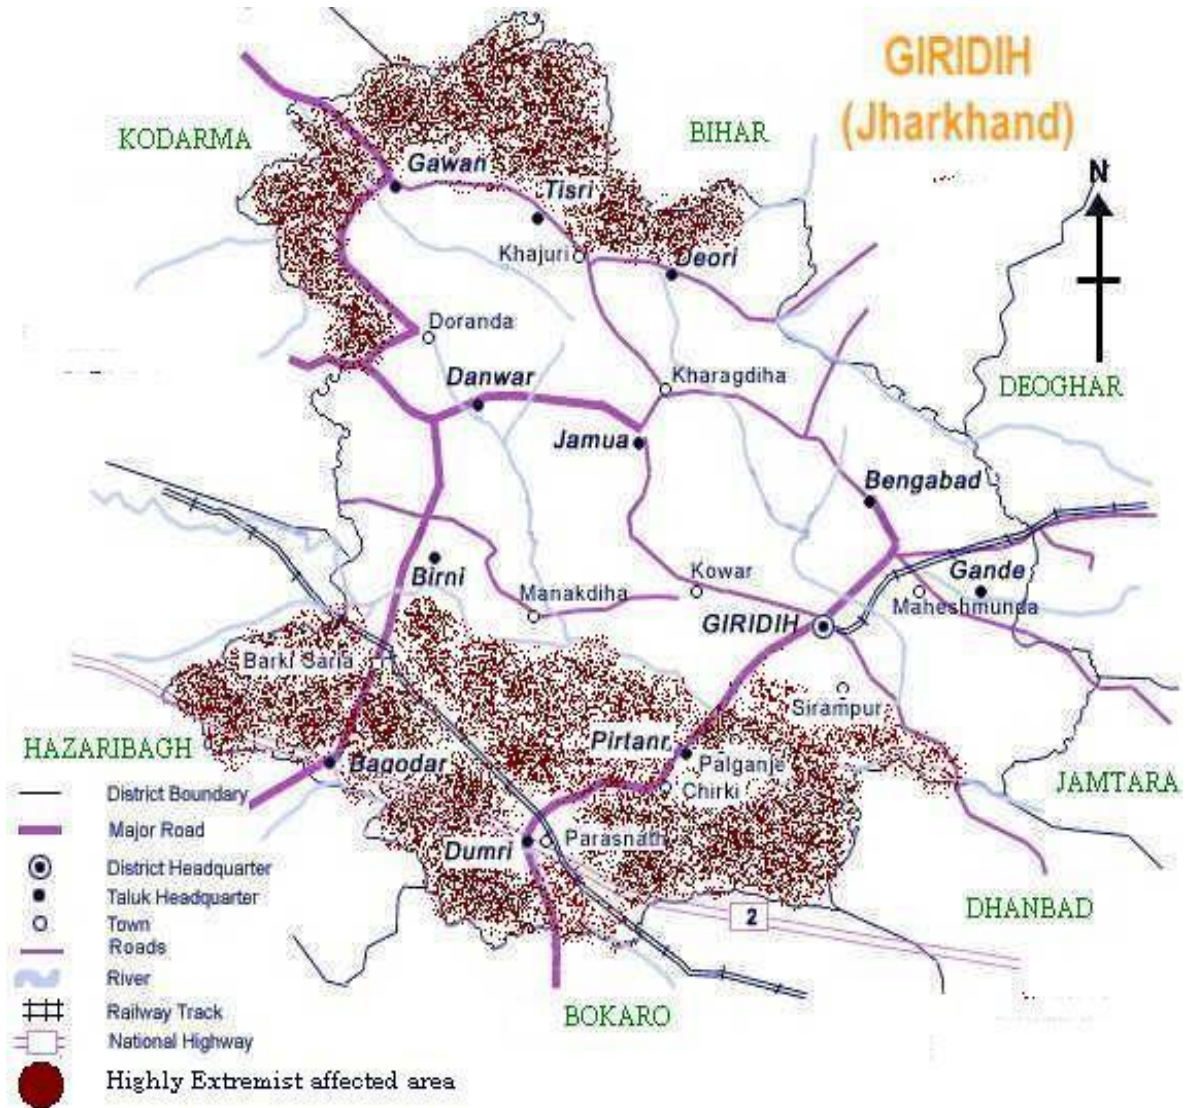 GIRIDIH
(Jharkhand)
KODARMA
BIHAR
N
Gawan
Tisri
Khajuri
Deori
Doranda
Danwar
Kharagdiha
DEOGHAR
Jamua
Bengabad
Birni
Kowar
Gande
Manakdiha
Maheshmunda
GIRIDIH
Barki Saria
Sirampur
HAZARIBAGH
Pirtanr
Bagodar
Palganje
Chirki
JAMTARA
Dumri
Parasnath
2
DHANBAD
BOKARO
District Boundary
Major Road
District Headquarter
Taluk Headquarter
Town
Roads
River
Railway Track
National Highway
Highly Extremist affected area